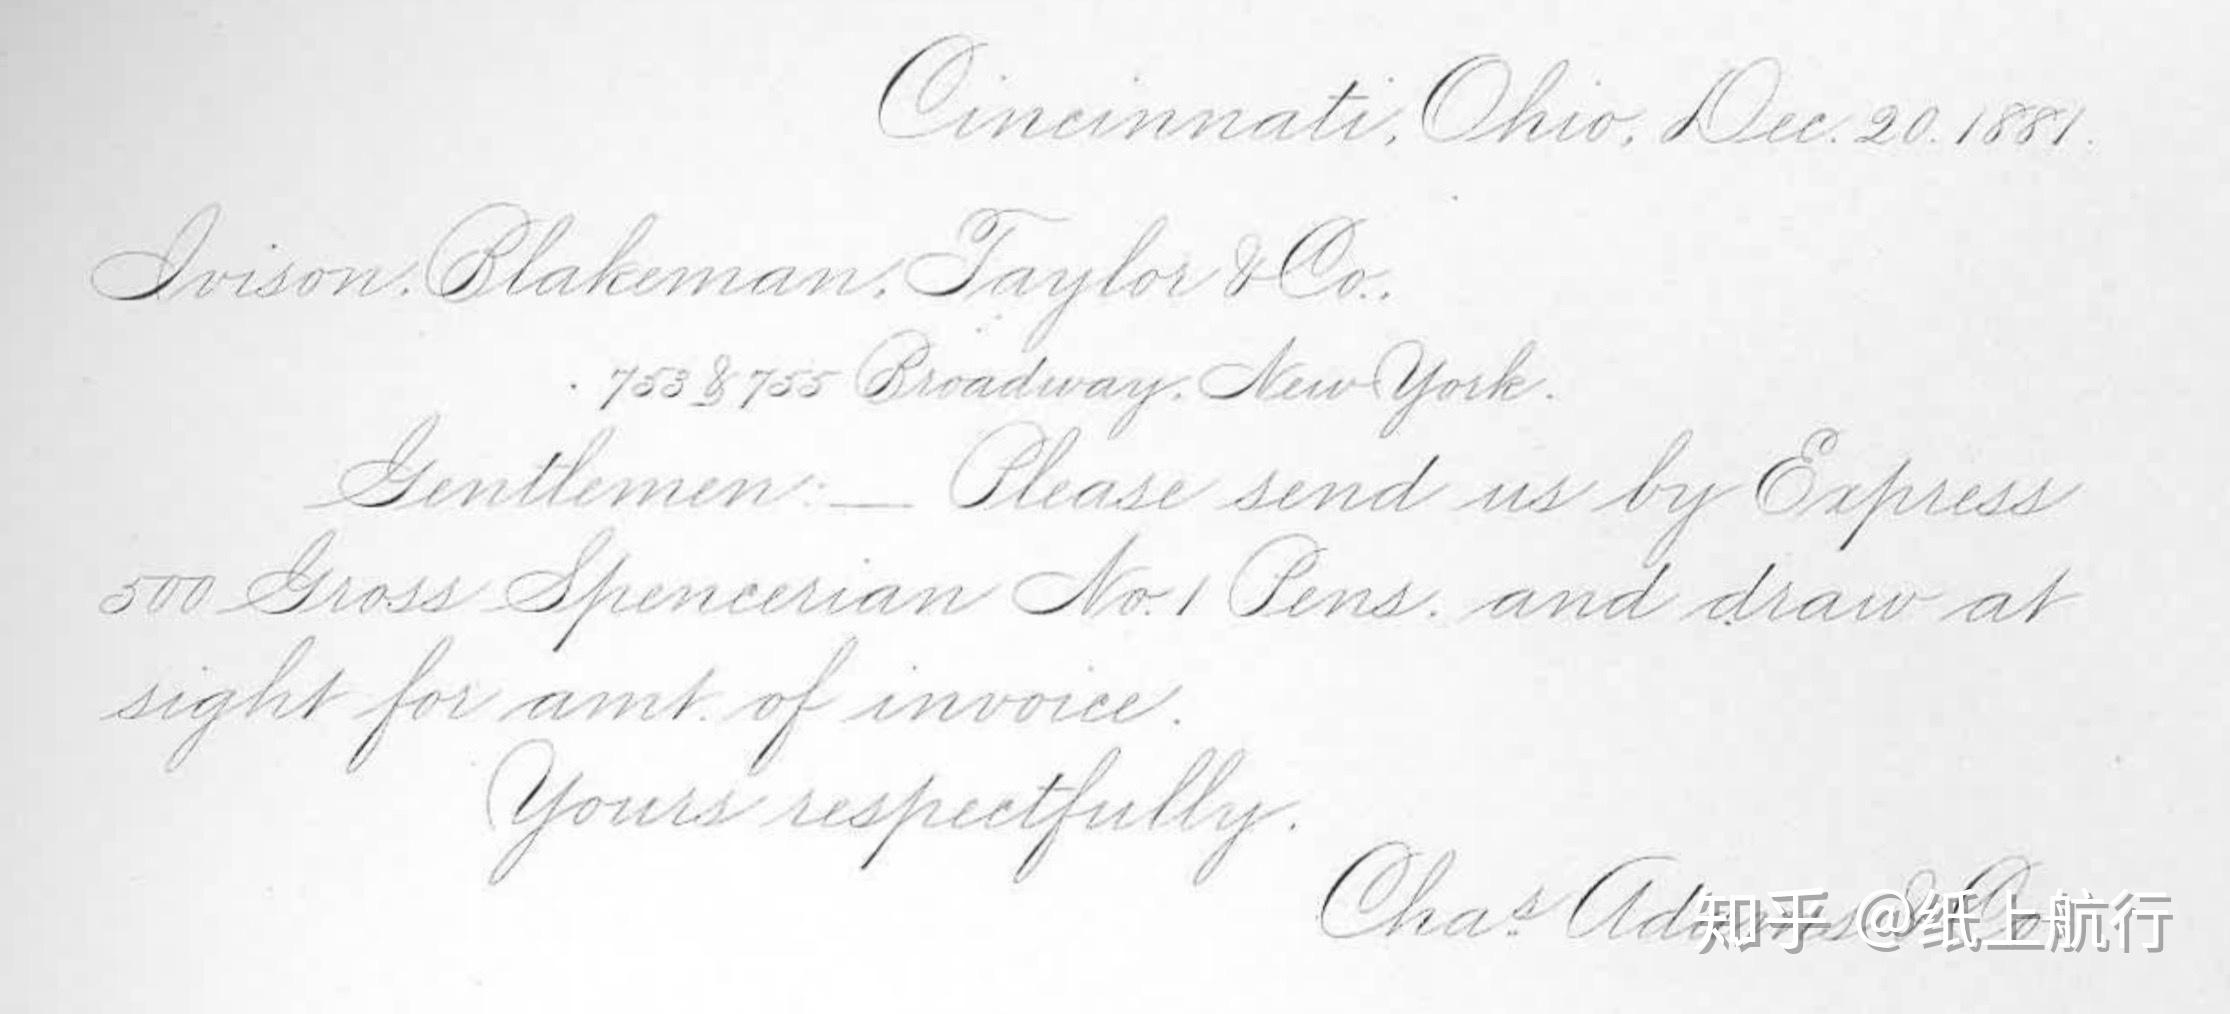 Cincinnati, Ohio, Dec. 20. 1881.
Ivison, Blakeman, Taylor & Co.,
753 & 755 Broadway, New York.
Gentlemen:— Please send us by Express
500 Gross Spencerian No. 1 Pens, and draw at
sight for amt. of invoice.
Yours respectfully,
Chas. Adams & Co.
知乎 @纸上航行